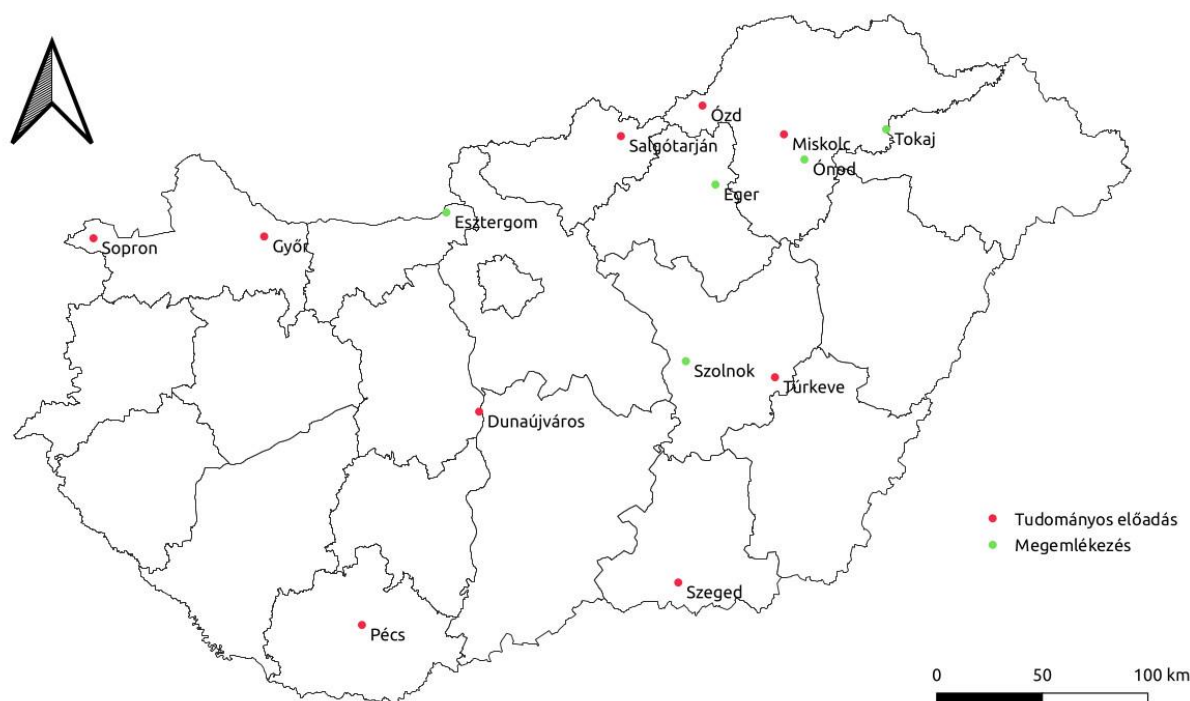 Ózd
Salgótarján
Miskolc
Tokaj
Ónod
Eger
Esztergom
Sopron
Győr
Szolnok
Túrkeve
Dunaújváros
Tudományos előadás
Megemlékezés
Szeged
Pécs
0 50 100 km